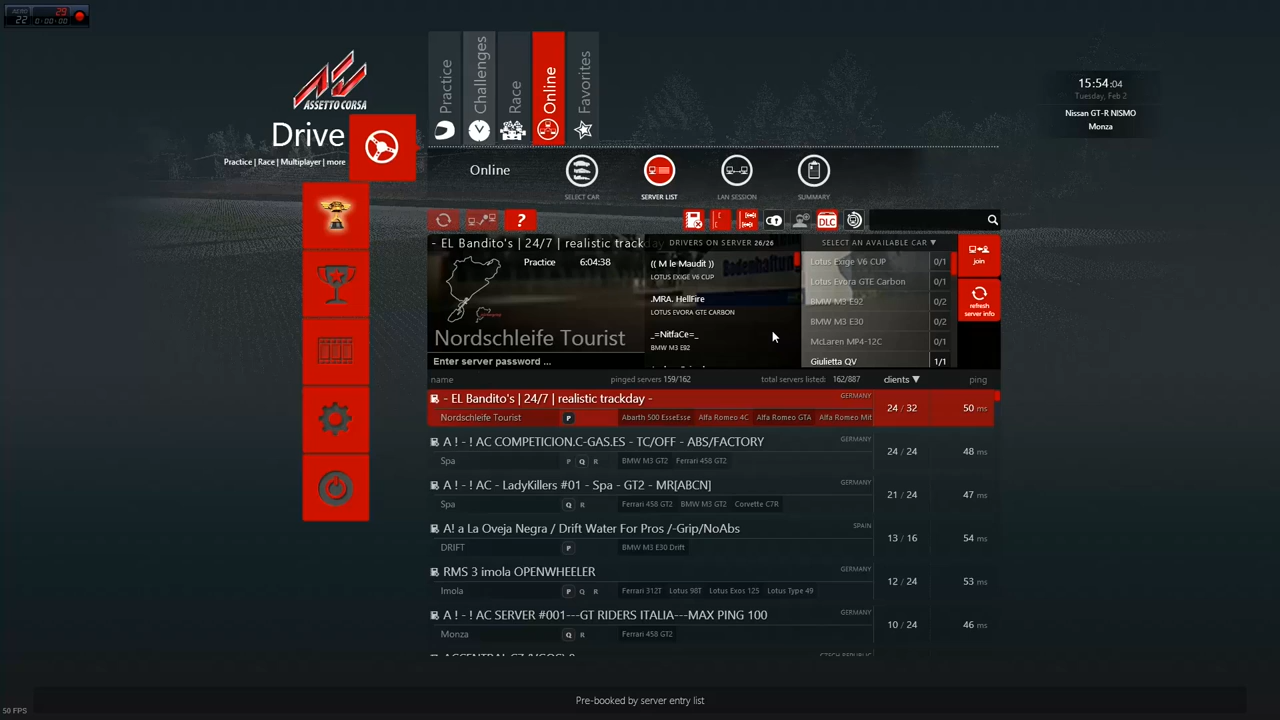 29
22 0:00:00
ASSETTO CORSA
Drive
Practice | Race | Multiplayer | more
Practice
Challenges
Race
Online
Favorites
15:54:04
Tuesday, Feb 2
Nissan GT-R NISMO
Monza
Online
SELECT CAR
SERVER LIST
LAN SESSION
SUMMARY
?
DLC
- EL Bandito's | 24/7 | realistic trackd
Practice 6:04:38
Nordschleife Tourist
Enter server password ...
DRIVERS ON SERVER 26/26
(( M le Maudit ))
LOTUS EXIGE V6 CUP
.MRA. HellFire
LOTUS EVORA GTE CARBON
_=NitfaCe=_
BMW M3 E92
SELECT AN AVAILABLE CAR ▼
Lotus Exige V6 CUP 0/1
Lotus Evora GTE Carbon 0/1
BMW M3 E92 0/2
BMW M3 E30 0/2
McLaren MP4-12C 0/1
Giulietta QV 1/1
join
refresh
server info
name pinged servers 159/162 total servers listed: 162/887 clients ▼ ping
- EL Bandito's | 24/7 | realistic trackday - GERMANY 24 / 32 50 ms
Nordschleife Tourist P Abarth 500 EsseEsse Alfa Romeo 4C Alfa Romeo GTA Alfa Romeo Mit
A ! - ! AC COMPETICION.C-GAS.ES - TC/OFF - ABS/FACTORY GERMANY 24 / 24 48 ms
Spa P Q R BMW M3 GT2 Ferrari 458 GT2
A ! - ! AC - LadyKillers #01 - Spa - GT2 - MR[ABCN] GERMANY 21 / 24 47 ms
Spa Q R Ferrari 458 GT2 BMW M3 GT2 Corvette C7R
A! a La Oveja Negra / Drift Water For Pros /-Grip/NoAbs SPAIN 13 / 16 54 ms
DRIFT P BMW M3 E30 Drift
RMS 3 imola OPENWHEELER GERMANY 12 / 24 53 ms
Imola P Q R Ferrari 312T Lotus 98T Lotus Exos 125 Lotus Type 49
A ! - ! AC SERVER #001---GT RIDERS ITALIA---MAX PING 100 GERMANY 10 / 24 46 ms
Monza Q R Ferrari 458 GT2
Pre-booked by server entry list
50 FPS